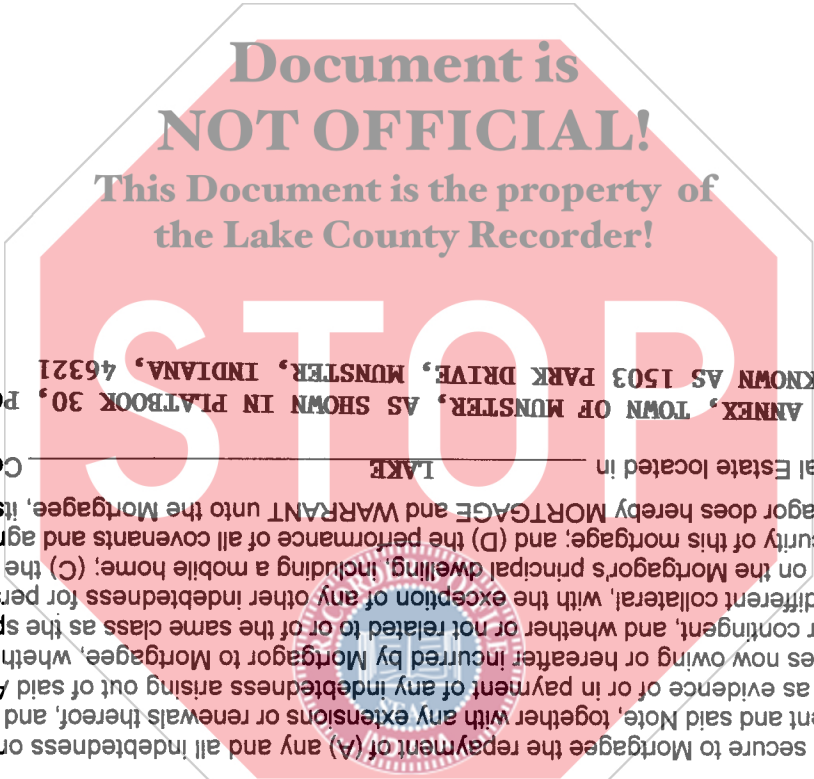 Document is
NOT OFFICIAL!
This Document is the property of
the Lake County Recorder!
STOP
secure to Mortgagee the repayment of (A) any and all indebtedness or
ent and said Note, together with any extensions or renewals thereof, and
as evidence of or in payment of any indebtedness arising out of said A
es now owing or hereafter incurred by Mortgagor to Mortgagee, wheth
r contingent, and whether or not related to or of the same class as the sp
different collateral, with the exception of any other indebtedness for pers
on the Mortgagor's principal dwelling, including a mobile home; (C) the
curity of this mortgage; and (D) the performance of all covenants and agr
agor does hereby MORTGAGE and WARRANT unto the Mortgagee, its
al Estate located in LAKE Co
ANNEX, TOWN OF MUNSTER, AS SHOWN IN PLATBOOK 30,
KNOWN AS 1503 PARK DRIVE, MUNSTER, INDIANA, 46321